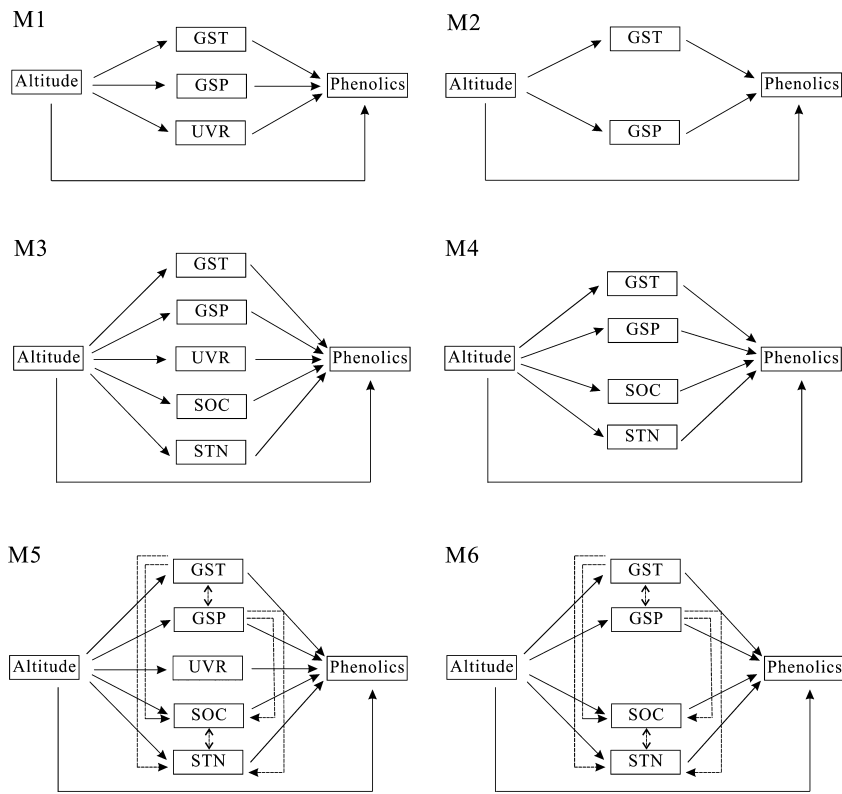 M1
GST
Altitude
GSP
Phenolics
UVR
M2
GST
Altitude
Phenolics
GSP
M3
GST
GSP
Altitude
UVR
Phenolics
SOC
STN
M4
GST
GSP
Altitude
Phenolics
SOC
STN
M5
GST
GSP
Altitude
UVR
Phenolics
SOC
STN
M6
GST
GSP
Altitude
Phenolics
SOC
STN